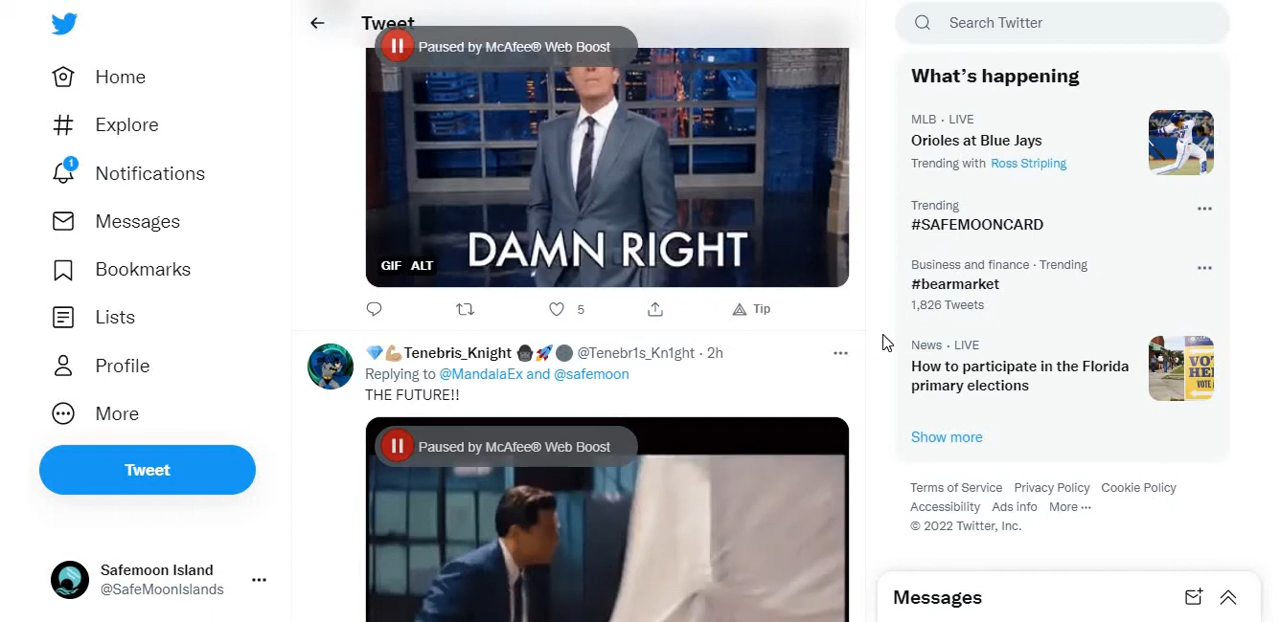 Home
Explore
1
Notifications
Messages
Bookmarks
Lists
Profile
More
Tweet
Safemoon Island
@SafeMoonIslands
Tweet
Paused by McAfee® Web Boost
DAMN RIGHT
GIF ALT
5
Tip
Tenebris_Knight @Tenebr1s_Kn1ght · 2h
Replying to @MandalaEx and @safemoon
THE FUTURE!!
Paused by McAfee® Web Boost
Search Twitter
What's happening
MLB · LIVE
Orioles at Blue Jays
Trending with Ross Stripling
Trending
#SAFEMOONCARD
Business and finance · Trending
#bearmarket
1,826 Tweets
News · LIVE
How to participate in the Florida
primary elections
VOT
HE
VOTE
Show more
Terms of Service Privacy Policy Cookie Policy
Accessibility Ads info More ···
© 2022 Twitter, Inc.
Messages